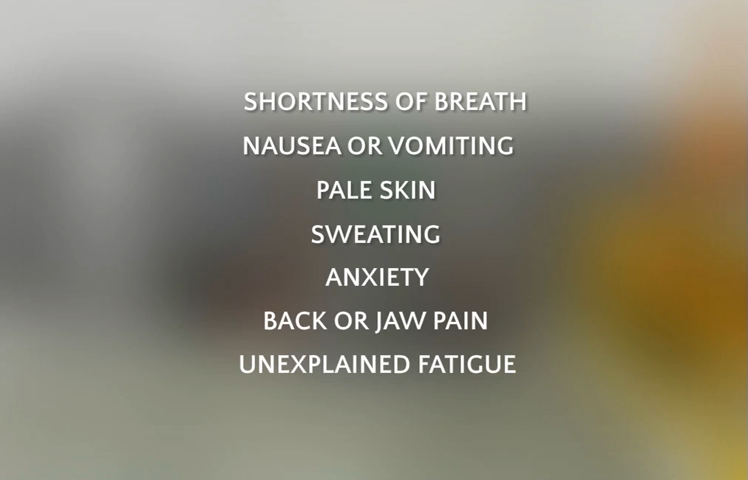 SHORTNESS OF BREATH
NAUSEA OR VOMITING
PALE SKIN
SWEATING
ANXIETY
BACK OR JAW PAIN
UNEXPLAINED FATIGUE